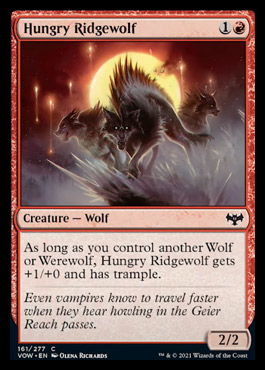 Hungry Ridgewolf 1
Creature — Wolf
As long as you control another Wolf
or Werewolf, Hungry Ridgewolf gets
+1/+0 and has trample.
Even vampires know to travel faster
when they hear howling in the Geier
Reach passes.
2/2
161/277 C
VOW • EN Olena Richards
™ & © 2021 Wizards of the Coast